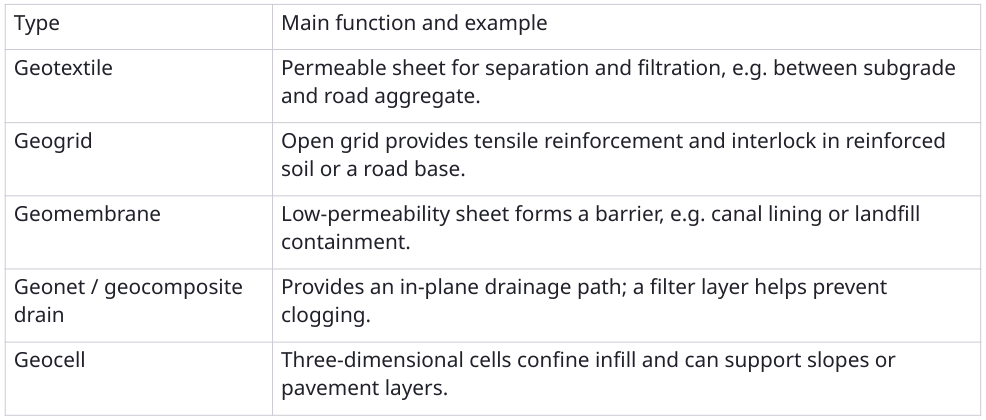 Type
Main function and example
Geotextile
Permeable sheet for separation and filtration, e.g. between subgrade
and road aggregate.
Geogrid
Open grid provides tensile reinforcement and interlock in reinforced
soil or a road base.
Geomembrane
Low-permeability sheet forms a barrier, e.g. canal lining or landfill
containment.
Geonet / geocomposite
drain
Provides an in-plane drainage path; a filter layer helps prevent
clogging.
Geocell
Three-dimensional cells confine infill and can support slopes or
pavement layers.